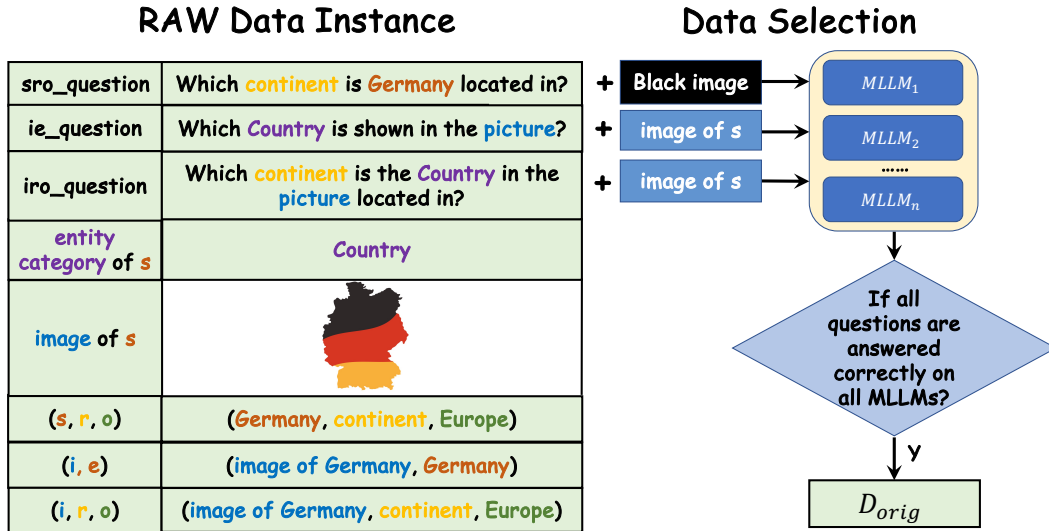 RAW Data Instance
Data Selection
sro_question
Which continent is Germany located in?
+
Black image
ie_question
Which Country is shown in the picture?
+
image of s
iro_question
Which continent is the Country in the
picture located in?
+
image of s
entity
category of s
Country
image of s
(s, r, o)
(Germany, continent, Europe)
(i, e)
(image of Germany, Germany)
(i, r, o)
(image of Germany, continent, Europe)
MLLM₁
MLLM₂
......
MLLMₙ
If all
questions are
answered
correctly on
all MLLMs?
Y
D_{orig}